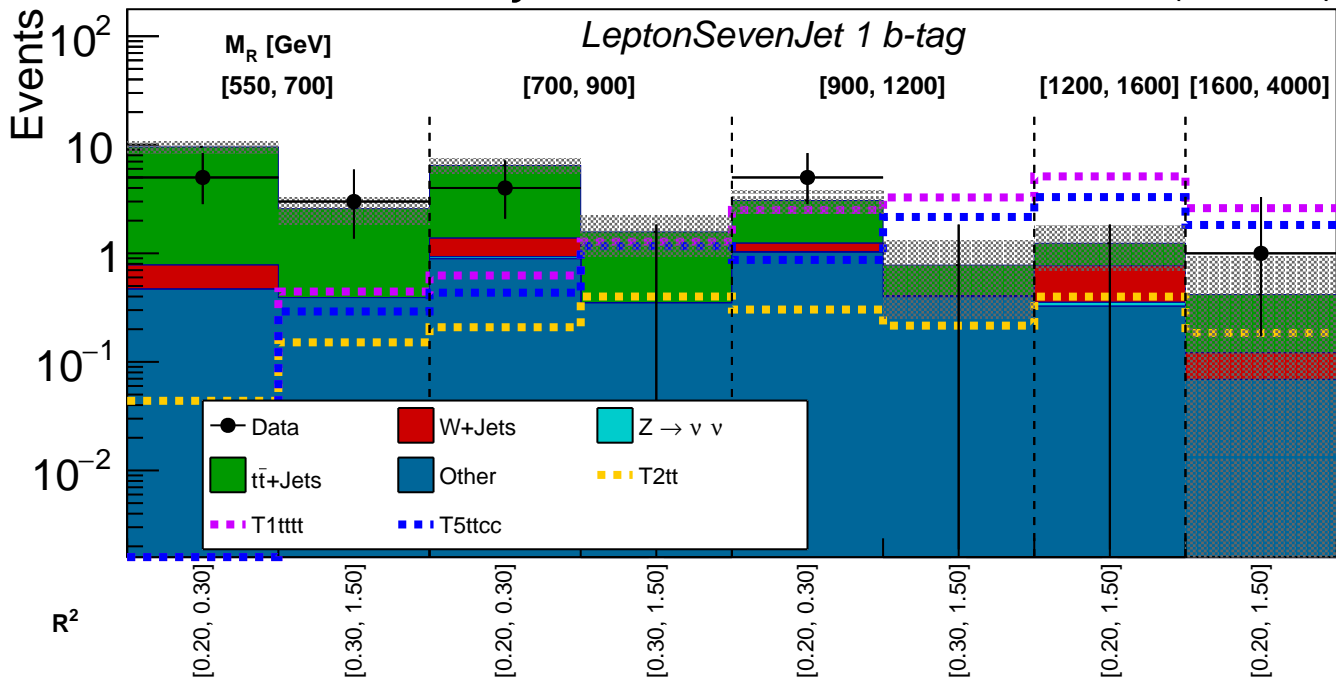 Events
10²
10
1
10⁻¹
10⁻²
LeptonSevenJet 1 b-tag
M_R [GeV]
[550, 700] [700, 900] [900, 1200] [1200, 1600] [1600, 4000]
Data W+Jets Z → ν ν
tt̄+Jets Other T2tt
T1tttt T5ttcc
R²
[0.20, 0.30] [0.30, 1.50] [0.20, 0.30] [0.30, 1.50] [0.20, 0.30] [0.30, 1.50] [0.20, 1.50] [0.20, 1.50]